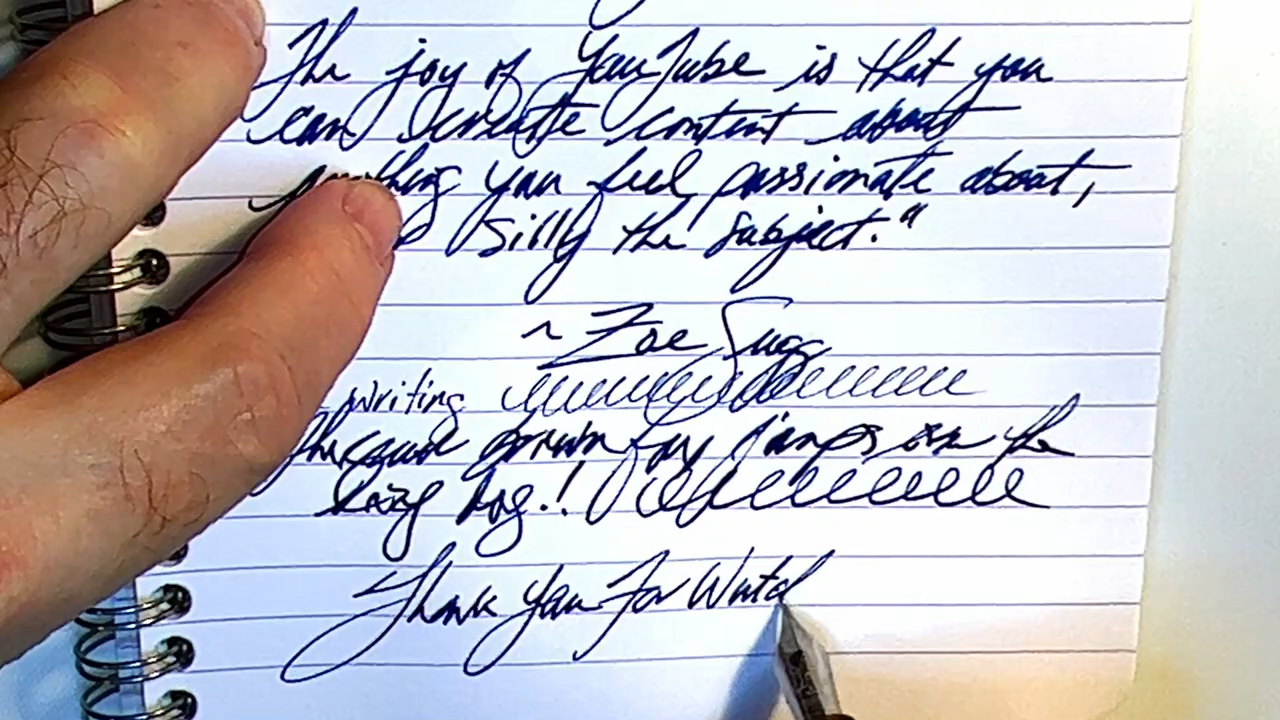 The joy of YouTube is that you
can create content about
anything you feel passionate about,
silly the subject."
~ Zoe Sugg
writing
The quick brown fox jumps over the
lazy dog.!
Thank You For Watch